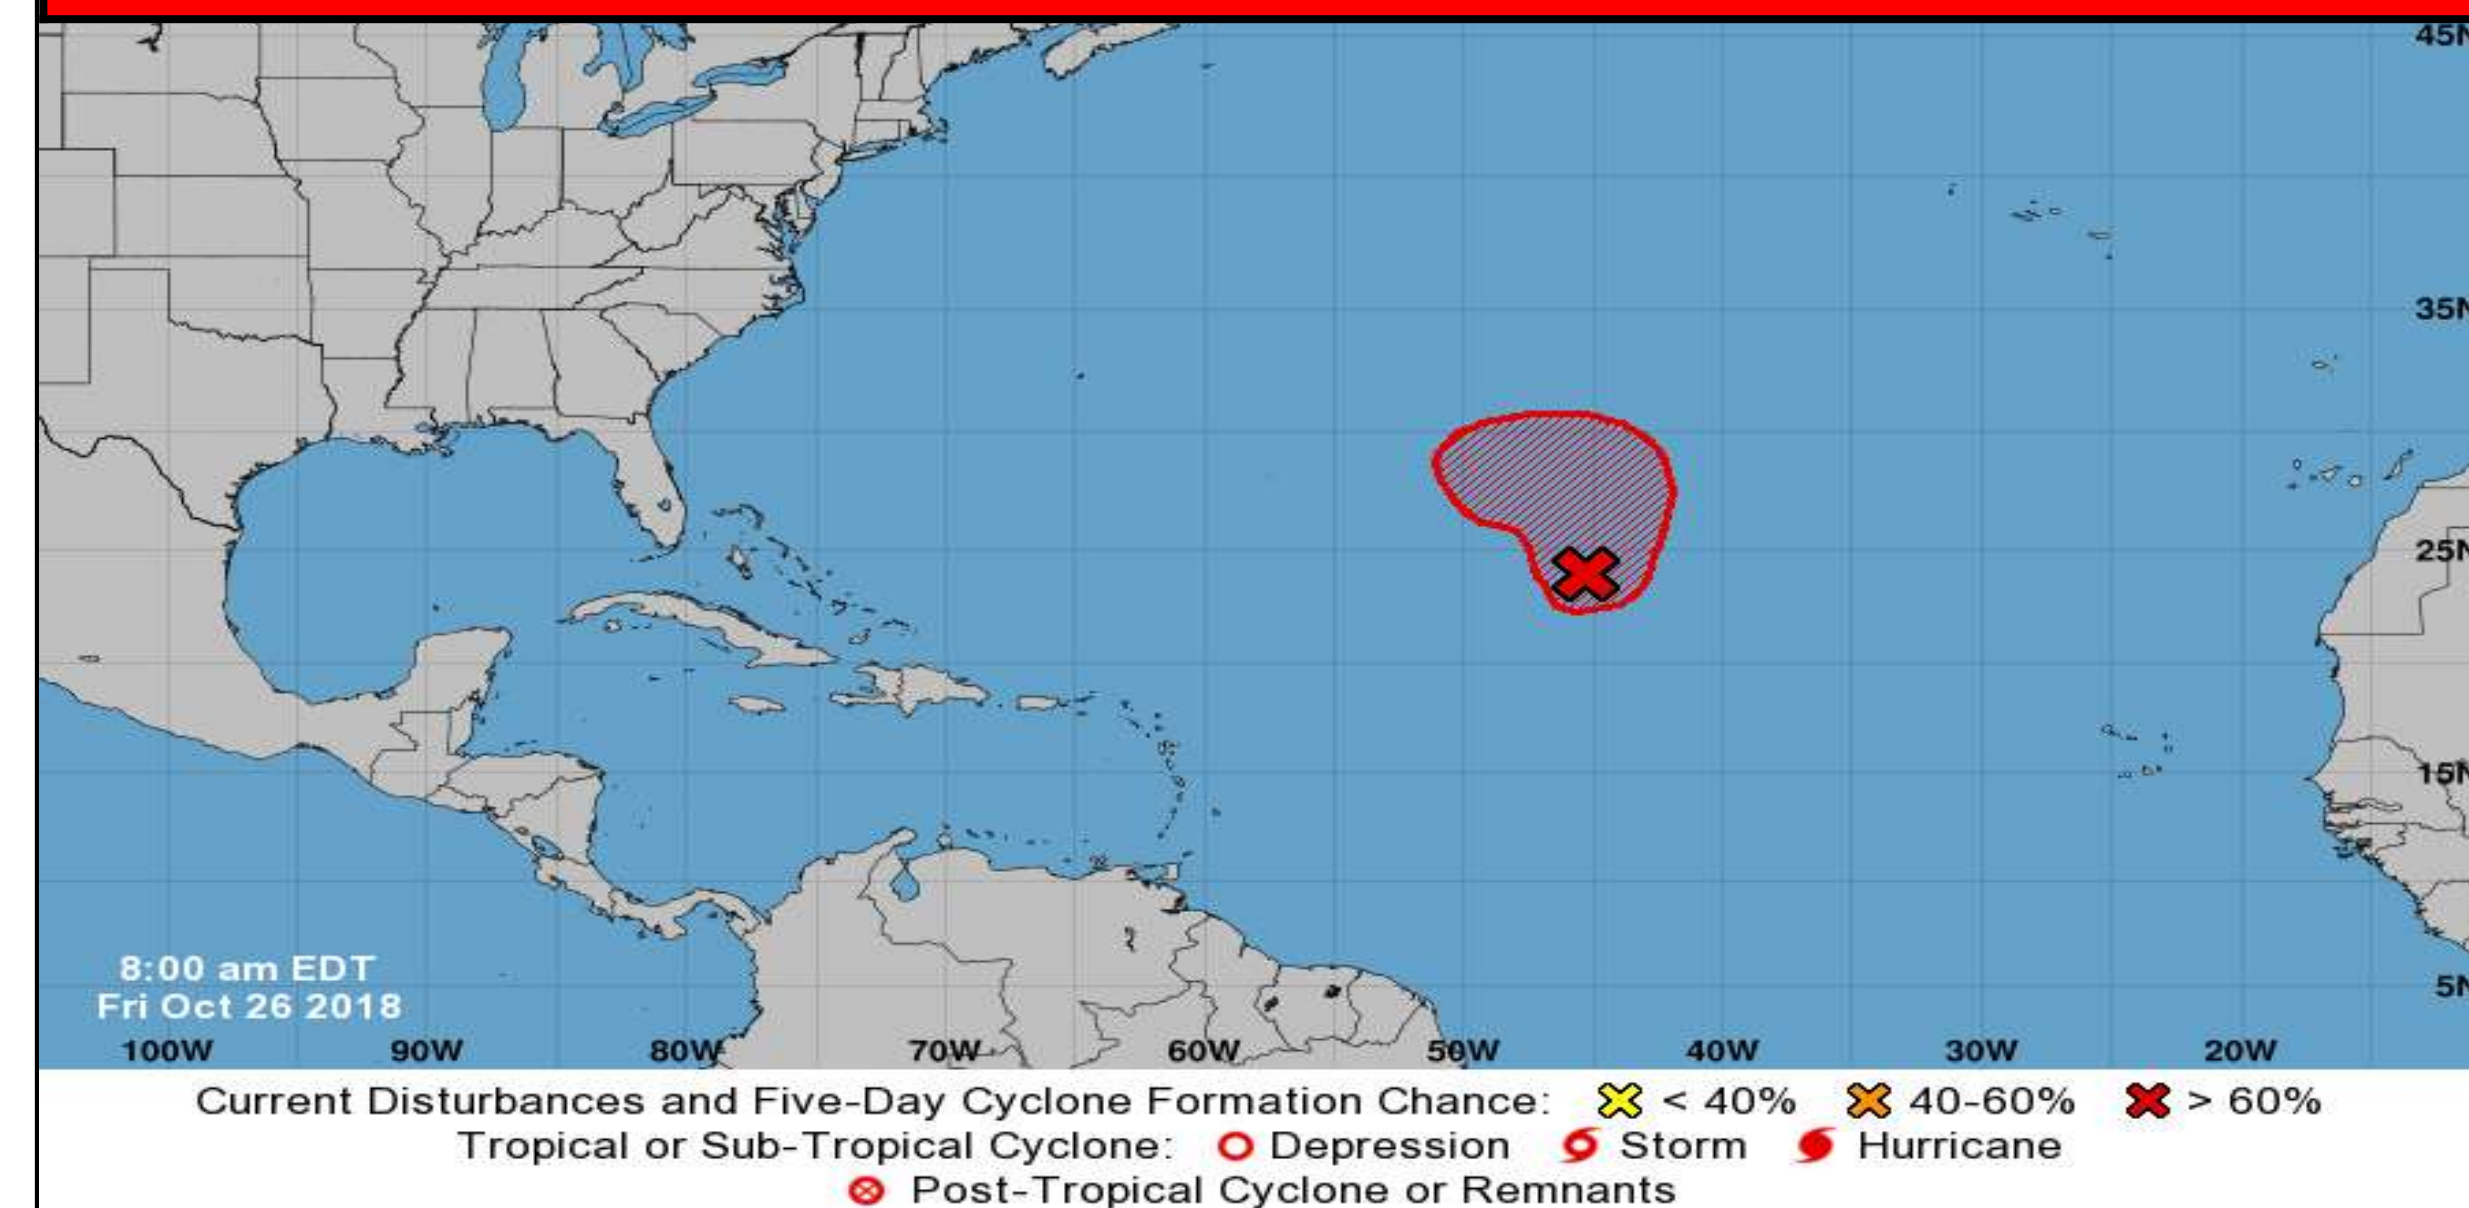 45N
35N
25N
15N
5N
8:00 am EDT
Fri Oct 26 2018
100W 90W 80W 70W 60W 50W 40W 30W 20W
Current Disturbances and Five-Day Cyclone Formation Chance: < 40% 40-60% > 60%
Tropical or Sub-Tropical Cyclone: Depression Storm Hurricane
Post-Tropical Cyclone or Remnants